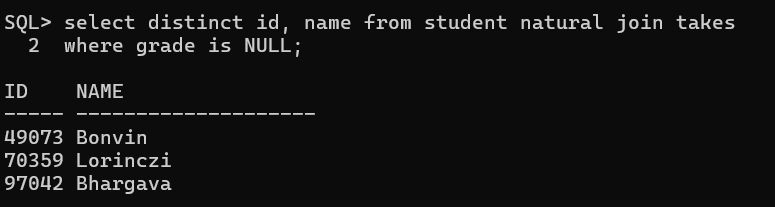 SQL> select distinct id, name from student natural join takes
  2  where grade is NULL;
ID    NAME
----- --------------------
49073 Bonvin
70359 Lorinczi
97042 Bhargava